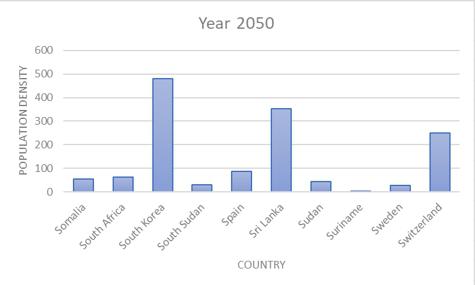 Year 2050
POPULATION DENSITY
600
500
400
300
200
100
0
Somalia
South Africa
South Korea
South Sudan
Spain
Sri Lanka
Sudan
Suriname
Sweden
Switzerland
COUNTRY